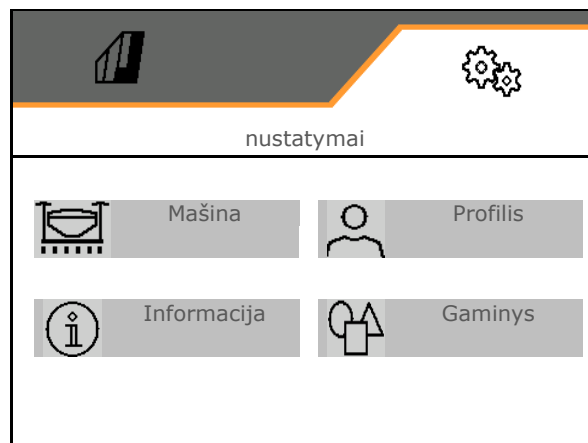 nustatymai
Mašina
Profilis
Informacija
Gaminys